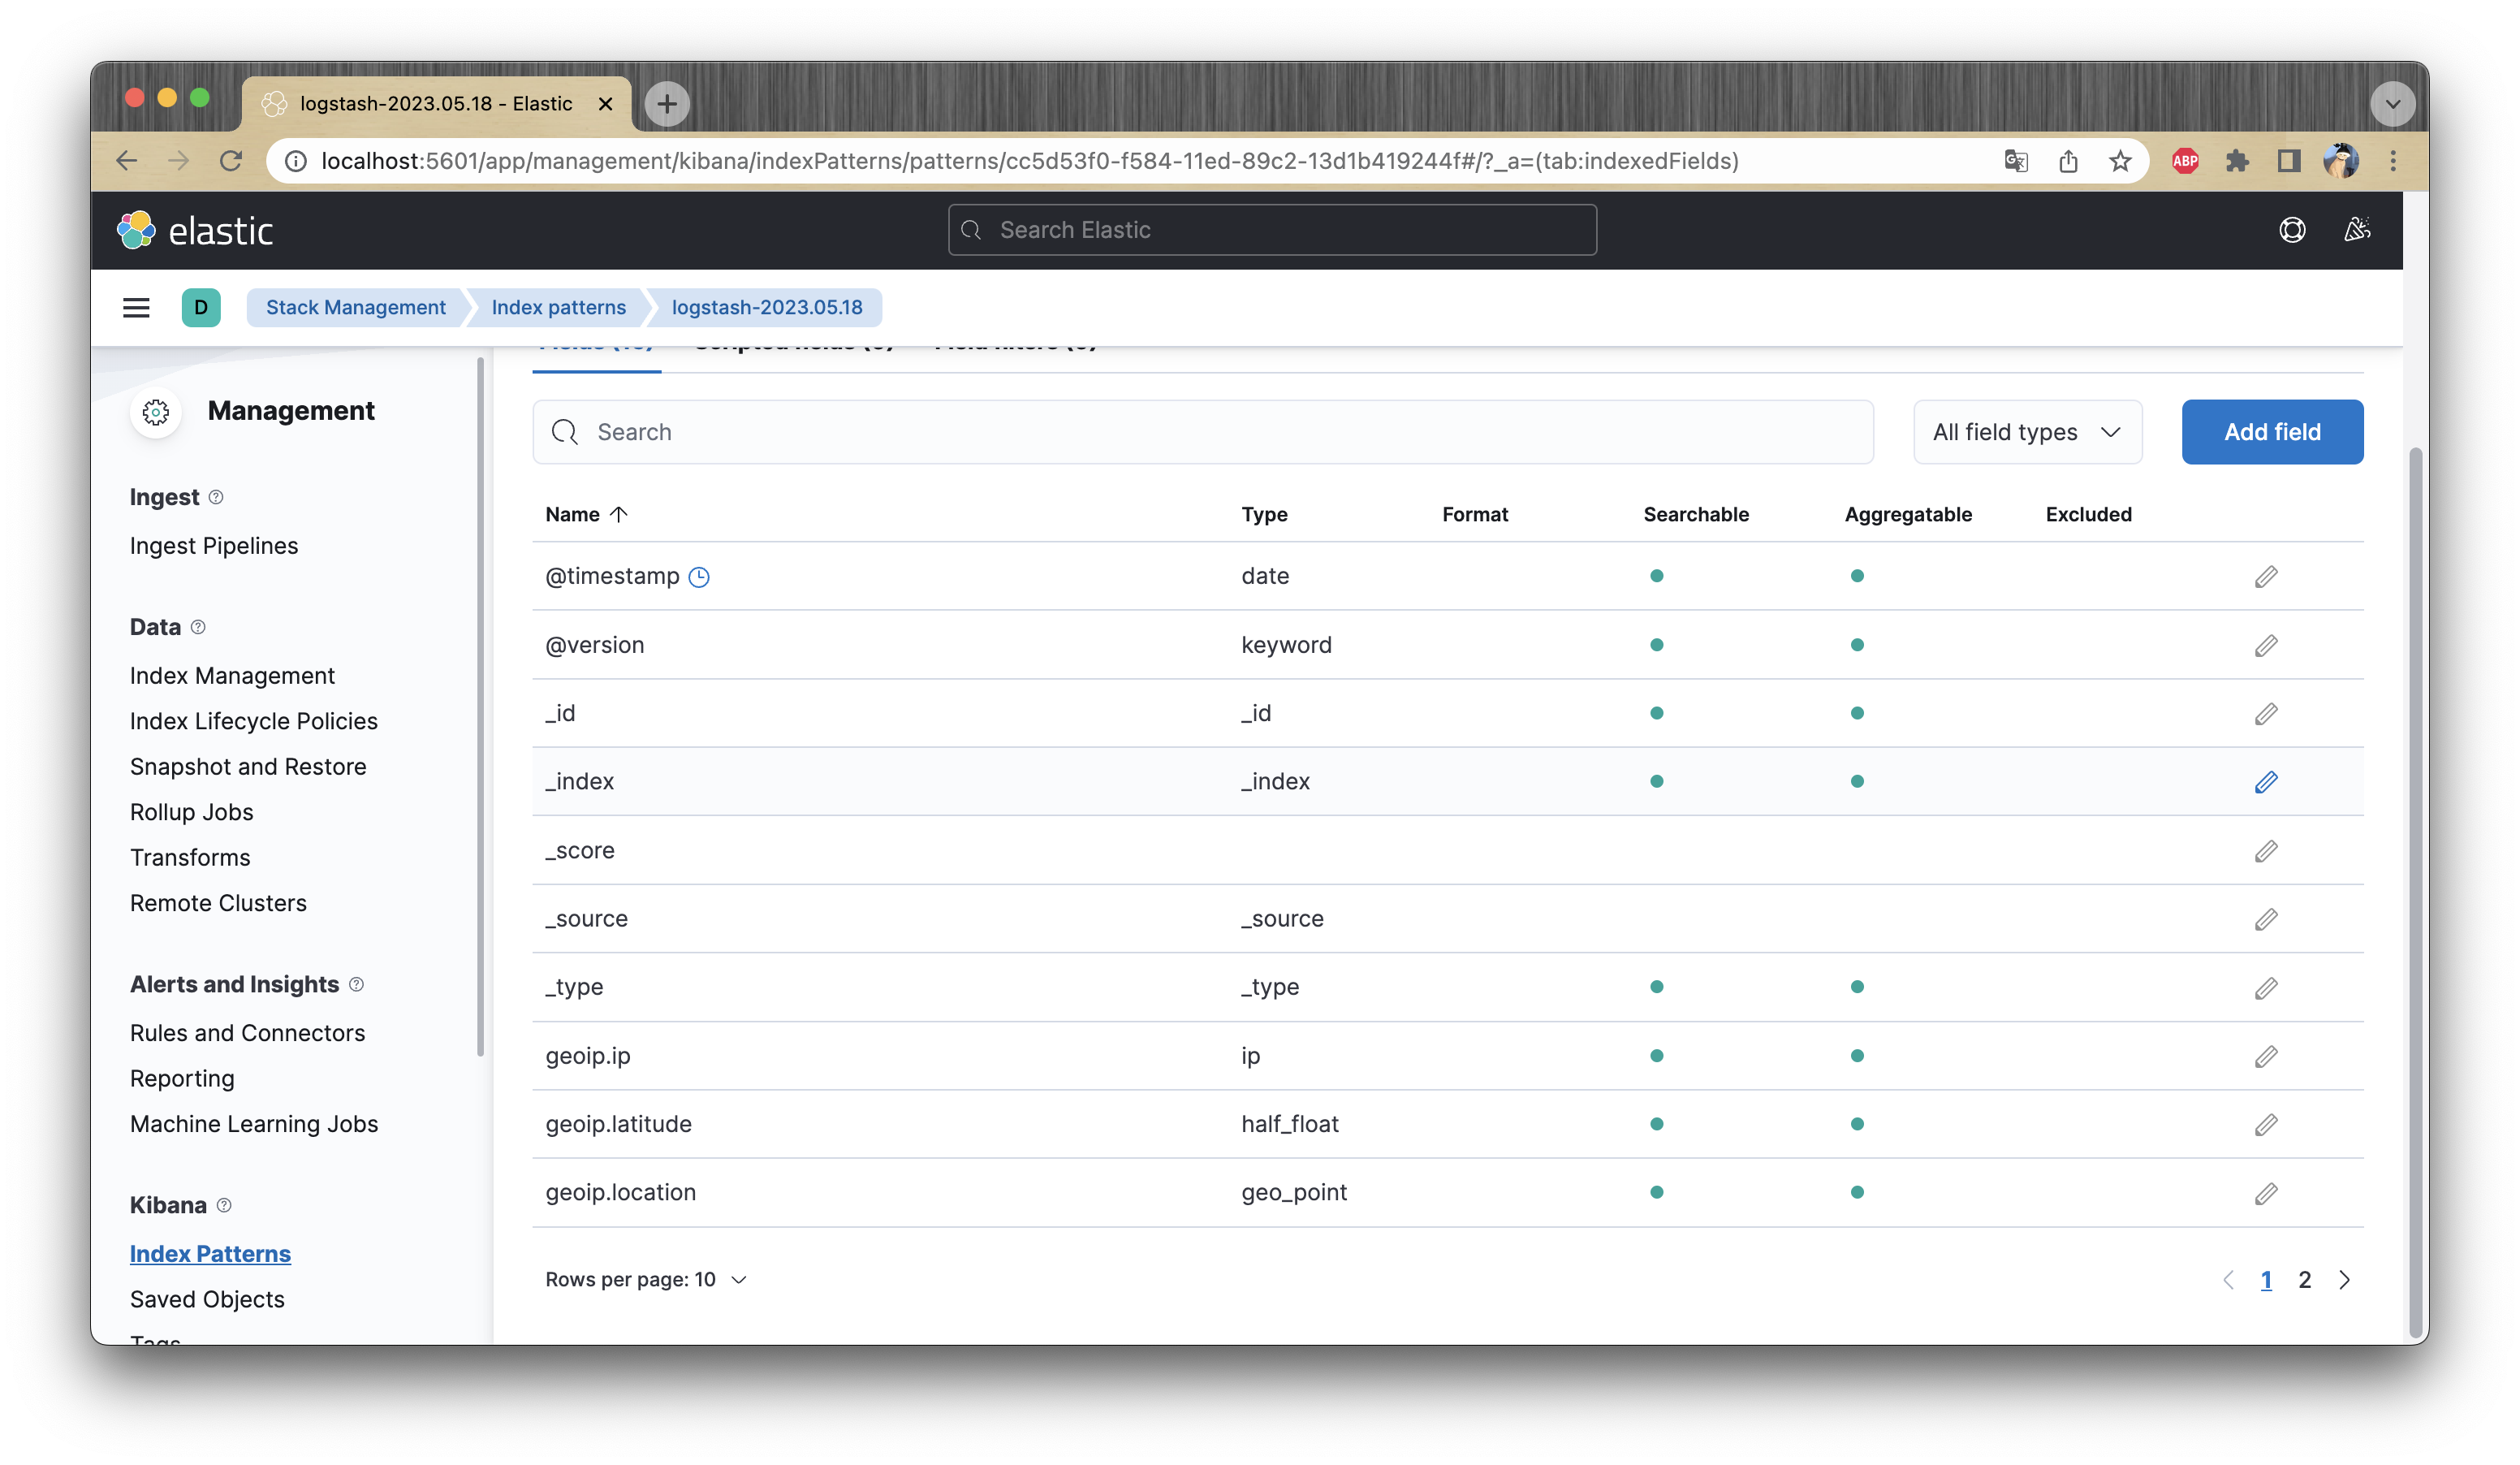 logstash-2023.05.18 - Elastic
localhost:5601/app/management/kibana/indexPatterns/patterns/cc5d53f0-f584-11ed-89c2-13d1b419244f#/?_a=(tab:indexedFields)
ABP
elastic
Search Elastic
D
Stack Management
Index patterns
logstash-2023.05.18
Management
Ingest
Ingest Pipelines
Data
Index Management
Index Lifecycle Policies
Snapshot and Restore
Rollup Jobs
Transforms
Remote Clusters
Alerts and Insights
Rules and Connectors
Reporting
Machine Learning Jobs
Kibana
Index Patterns
Saved Objects
Tags
Search
All field types
Add field
Name Type Format Searchable Aggregatable Excluded
@timestamp date
@version keyword
_id _id
_index _index
_score
_source _source
_type _type
geoip.ip ip
geoip.latitude half_float
geoip.location geo_point
Rows per page: 10
1 2